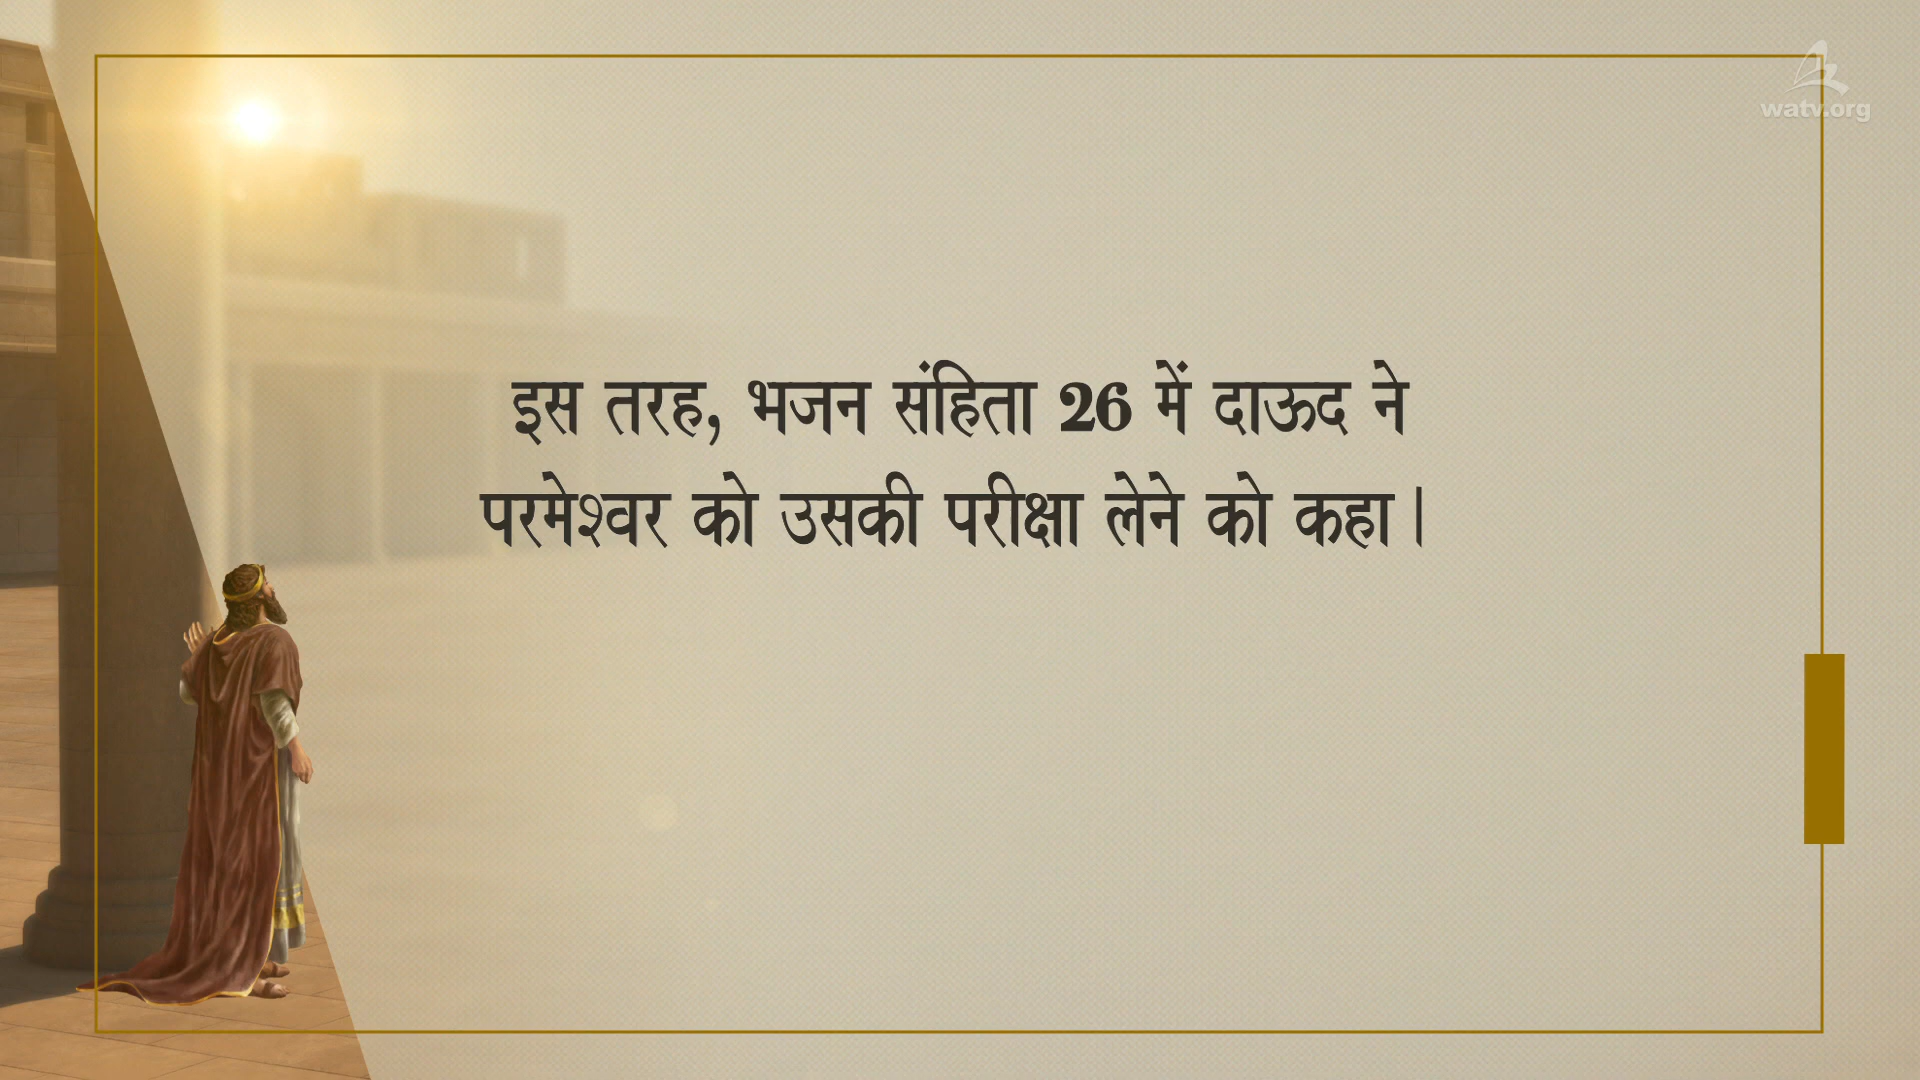 watv.org
इस तरह, भजन संहिता 26 में दाऊद ने
परमेश्वर को उसकी परीक्षा लेने को कहा।